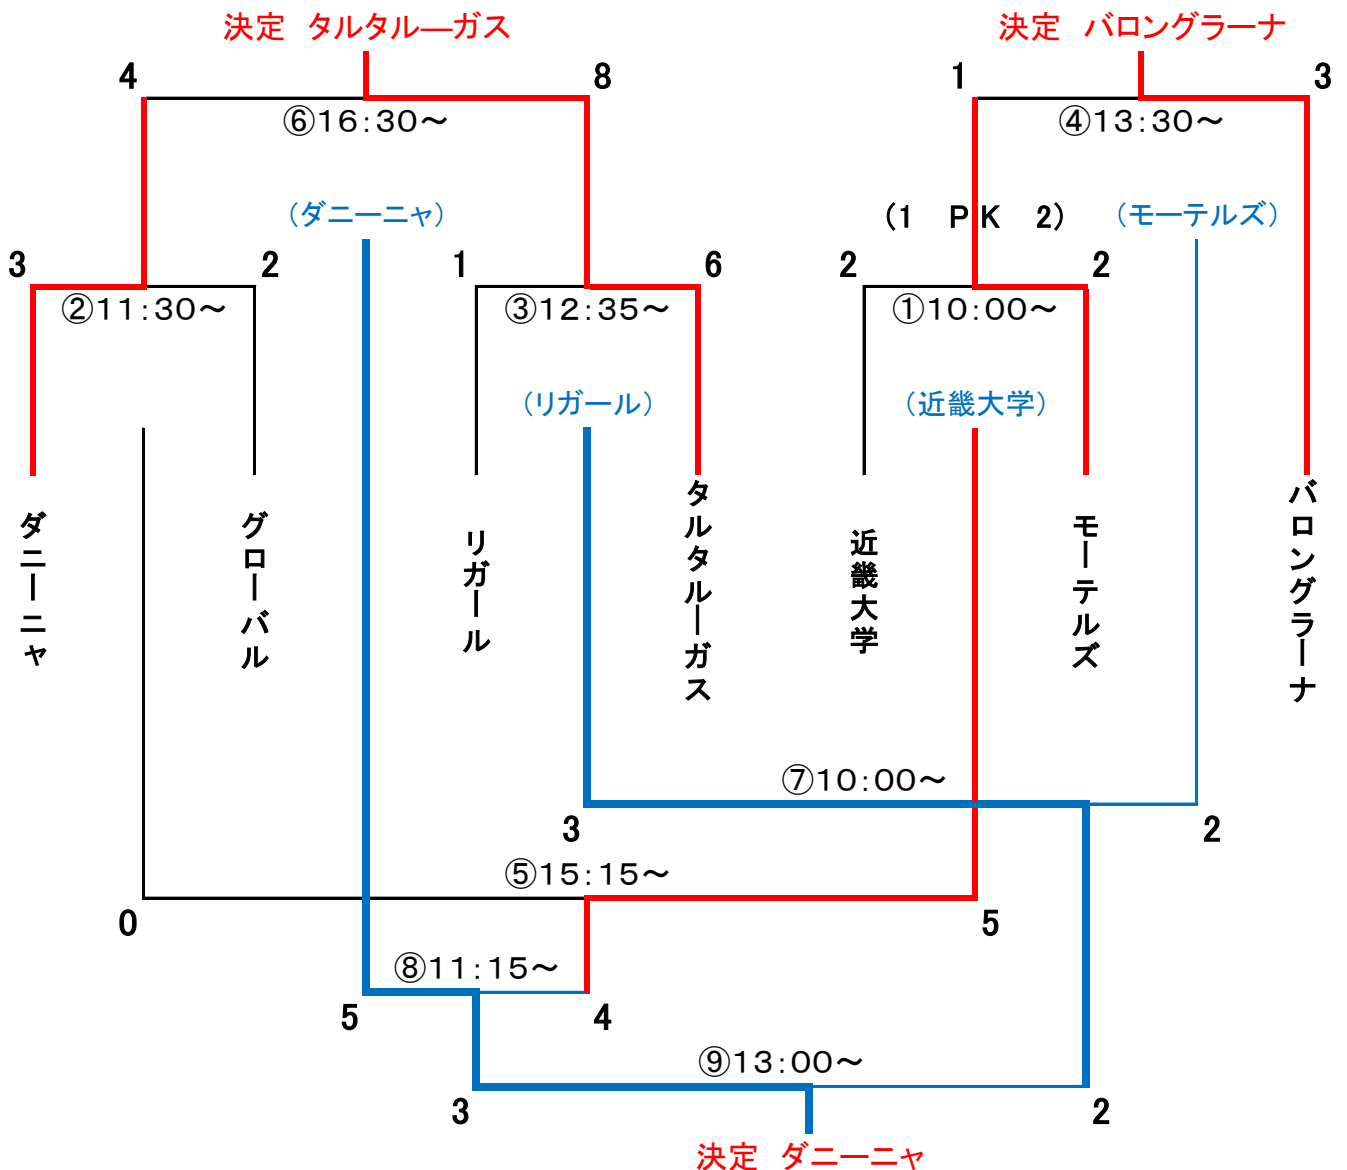 決定　タルタル―ガス
決定　バロングラーナ
4
8
1
3
⑥16:30～
④13:30～
（ダニーニャ）
（1　PK　2）
（モーテルズ）
3
2
1
6
2
2
②11:30～
③12:35～
①10:00～
（リガール）
（近畿大学）
ダニーニャ
グローバル
リガール
タルタル―ガス
近畿大学
モーテルズ
バロングラーナ
⑦10:00～
3
2
⑤15:15～
0
5
⑧11:15～
5
4
⑨13:00～
3
2
決定　ダニーニャ